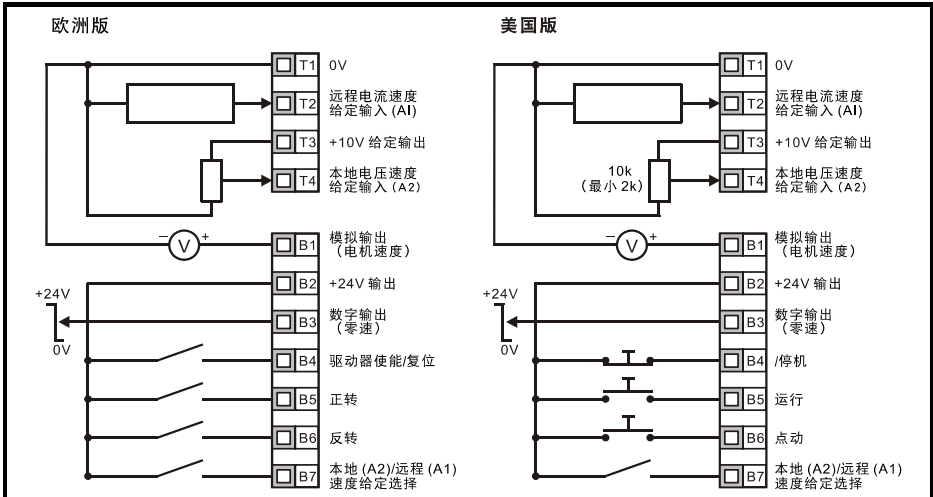 欧洲版
T1 0V
T2 远程电流速度
给定输入 (AI)
T3 +10V 给定输出
T4 本地电压速度
给定输入 (A2)
B1 模拟输出
（电机速度）
B2 +24V 输出
B3 数字输出
（零速）
B4 驱动器使能/复位
B5 正转
B6 反转
B7 本地 (A2)/远程 (A1)
速度给定选择
− V +
+24V
0V
美国版
T1 0V
T2 远程电流速度
给定输入 (AI)
T3 +10V 给定输出
T4 本地电压速度
给定输入 (A2)
10k
（最小 2k）
B1 模拟输出
（电机速度）
B2 +24V 输出
B3 数字输出
（零速）
B4 /停机
B5 运行
B6 点动
B7 本地 (A2)/远程 (A1)
速度给定选择
− V +
+24V
0V